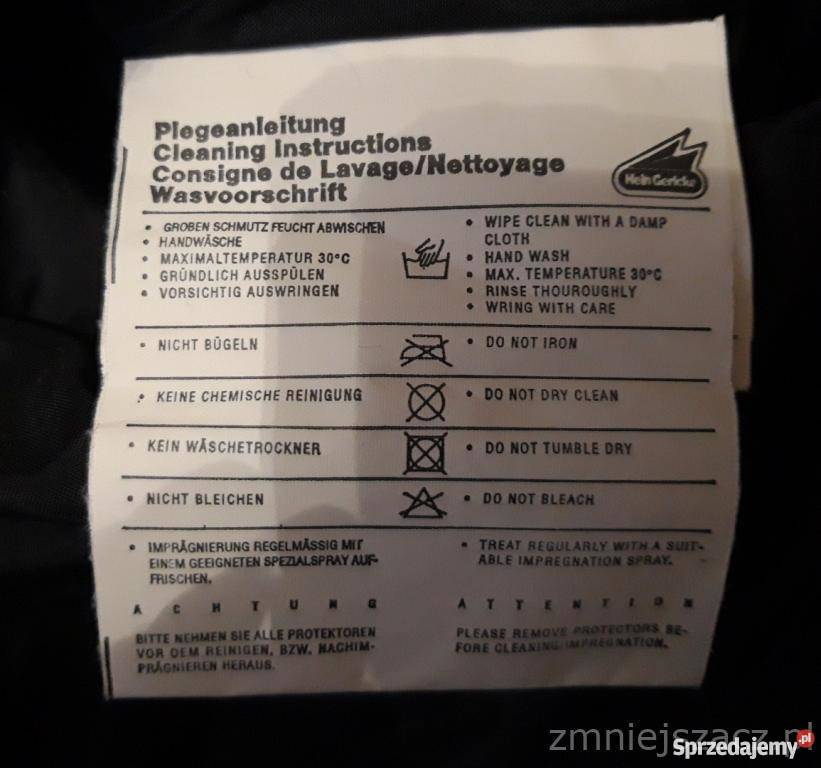 Plegeanleitung
Cleaning Instructions
Consigne de Lavage/Nettoyage
Wasvoorschrift
Hein Gericke
• GROBEN SCHMUTZ FEUCHT ABWISCHEN
• HANDWÄSCHE
• MAXIMALTEMPERATUR 30°C
• GRÜNDLICH AUSSPÜLEN
• VORSICHTIG AUSWRINGEN
• WIPE CLEAN WITH A DAMP
CLOTH
• HAND WASH
• MAX. TEMPERATURE 30°C
• RINSE THOUROUGHLY
• WRING WITH CARE
• NICHT BÜGELN
• DO NOT IRON
• KEINE CHEMISCHE REINIGUNG
• DO NOT DRY CLEAN
• KEIN WÄSCHETROCKNER
• DO NOT TUMBLE DRY
• NICHT BLEICHEN
• DO NOT BLEACH
• IMPRÄGNIERUNG REGELMÄSSIG MIT
EINEM GEEIGNETEN SPEZIALSPRAY AUF-
FRISCHEN.
• TREAT REGULARLY WITH A SUIT-
ABLE IMPREGNATION SPRAY.
A C H T U N G
BITTE NEHMEN SIE ALLE PROTEKTOREN
VOR DEM REINIGEN, BZW. NACHIM-
PRÄGNIEREN HERAUS.
A T T E N T I O N
PLEASE REMOVE PROTECTORS BE-
FORE CLEANING/IMPREGNATION.
zmniejszacz.pl
Sprzedajemy.pl